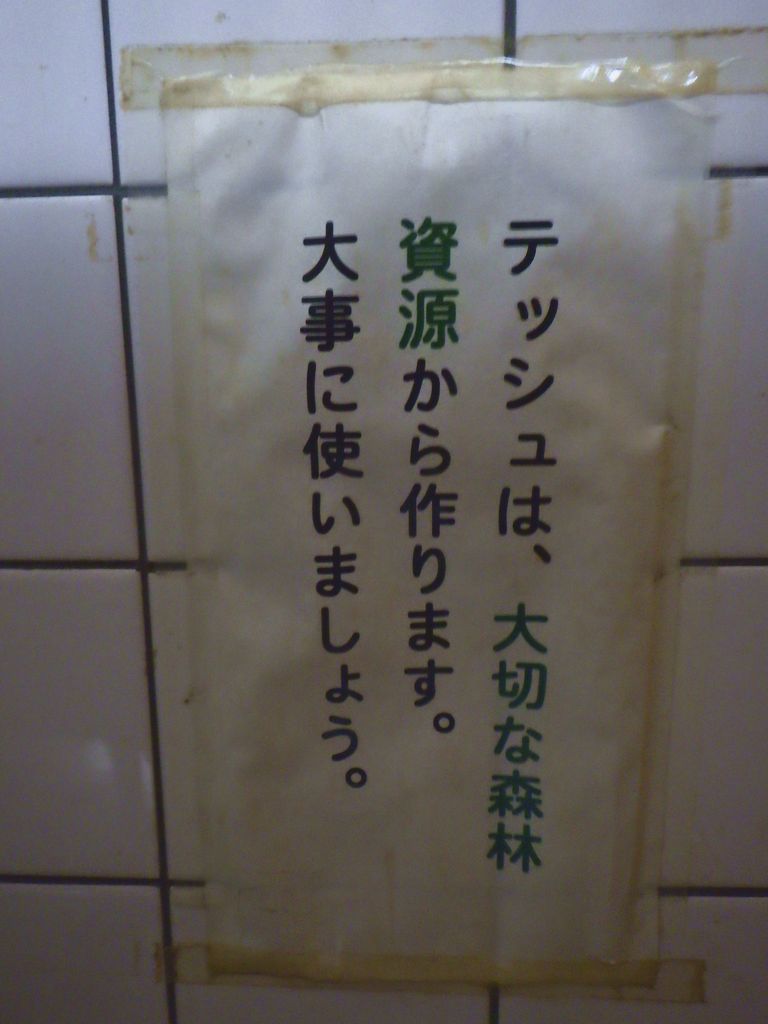 テッシュは、大切な森林
資源から作ります。
大事に使いましょう。